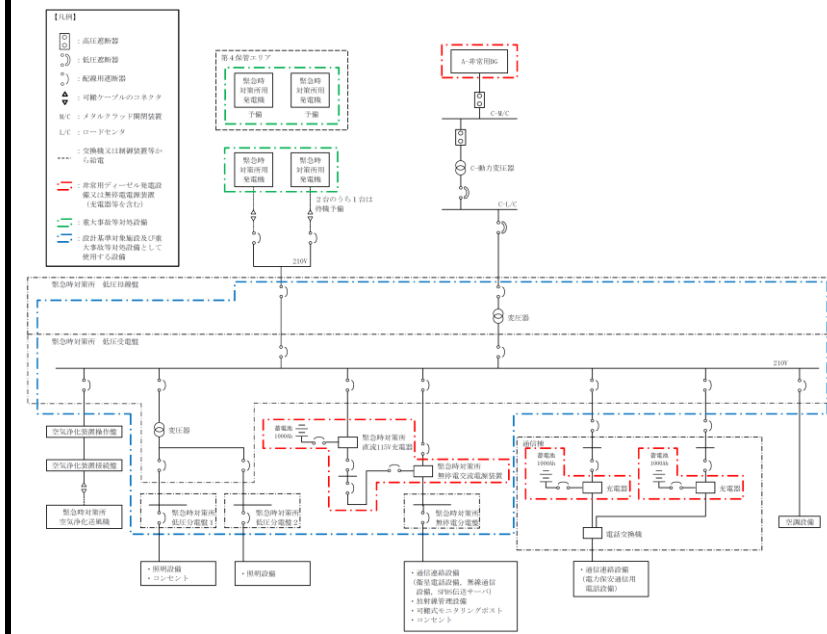 【凡例】
：高圧遮断器
：低圧遮断器
：配線用遮断器
：可搬ケーブルのコネクタ
M/C ：メタルクラッド開閉装置
L/C ：ロードセンタ
：交換機又は制御装置等か
ら給電
：非常用ディーゼル発電設
備又は無停電電源装置
（充電器等を含む）
：重大事故等対処設備
：設計基準対象施設及び重
大事故等対処設備として
使用する設備
第4保管エリア
緊急時
対策所用
発電機
予備
緊急時
対策所用
発電機
予備
緊急時
対策所用
発電機
緊急時
対策所用
発電機
2台のうち1台は
待機予備
210V
A-非常用DG
C-M/C
C-動力変圧器
C-L/C
緊急時対策所 低圧母線盤
変圧器
緊急時対策所 低圧受電盤
210V
空気浄化装置操作盤
空気浄化装置接続盤
緊急時対策所
空気浄化送風機
変圧器
緊急時対策所
低圧分電盤1
緊急時対策所
低圧分電盤2
・照明設備
・コンセント
・照明設備
蓄電池
1000Ah
緊急時対策所
直流115V充電器
緊急時対策所
無停電交流電源装置
緊急時対策所
無停電分電盤
・通信連絡設備
（衛星電話設備，無線通信
設備，SPDS伝送サーバ）
・放射線管理設備
・可搬式モニタリングポスト
・コンセント
通信棟
蓄電池
1000Ah
充電器
蓄電池
1000Ah
充電器
電話交換機
・通信連絡設備
（電力保安通信用
電話設備）
空調設備